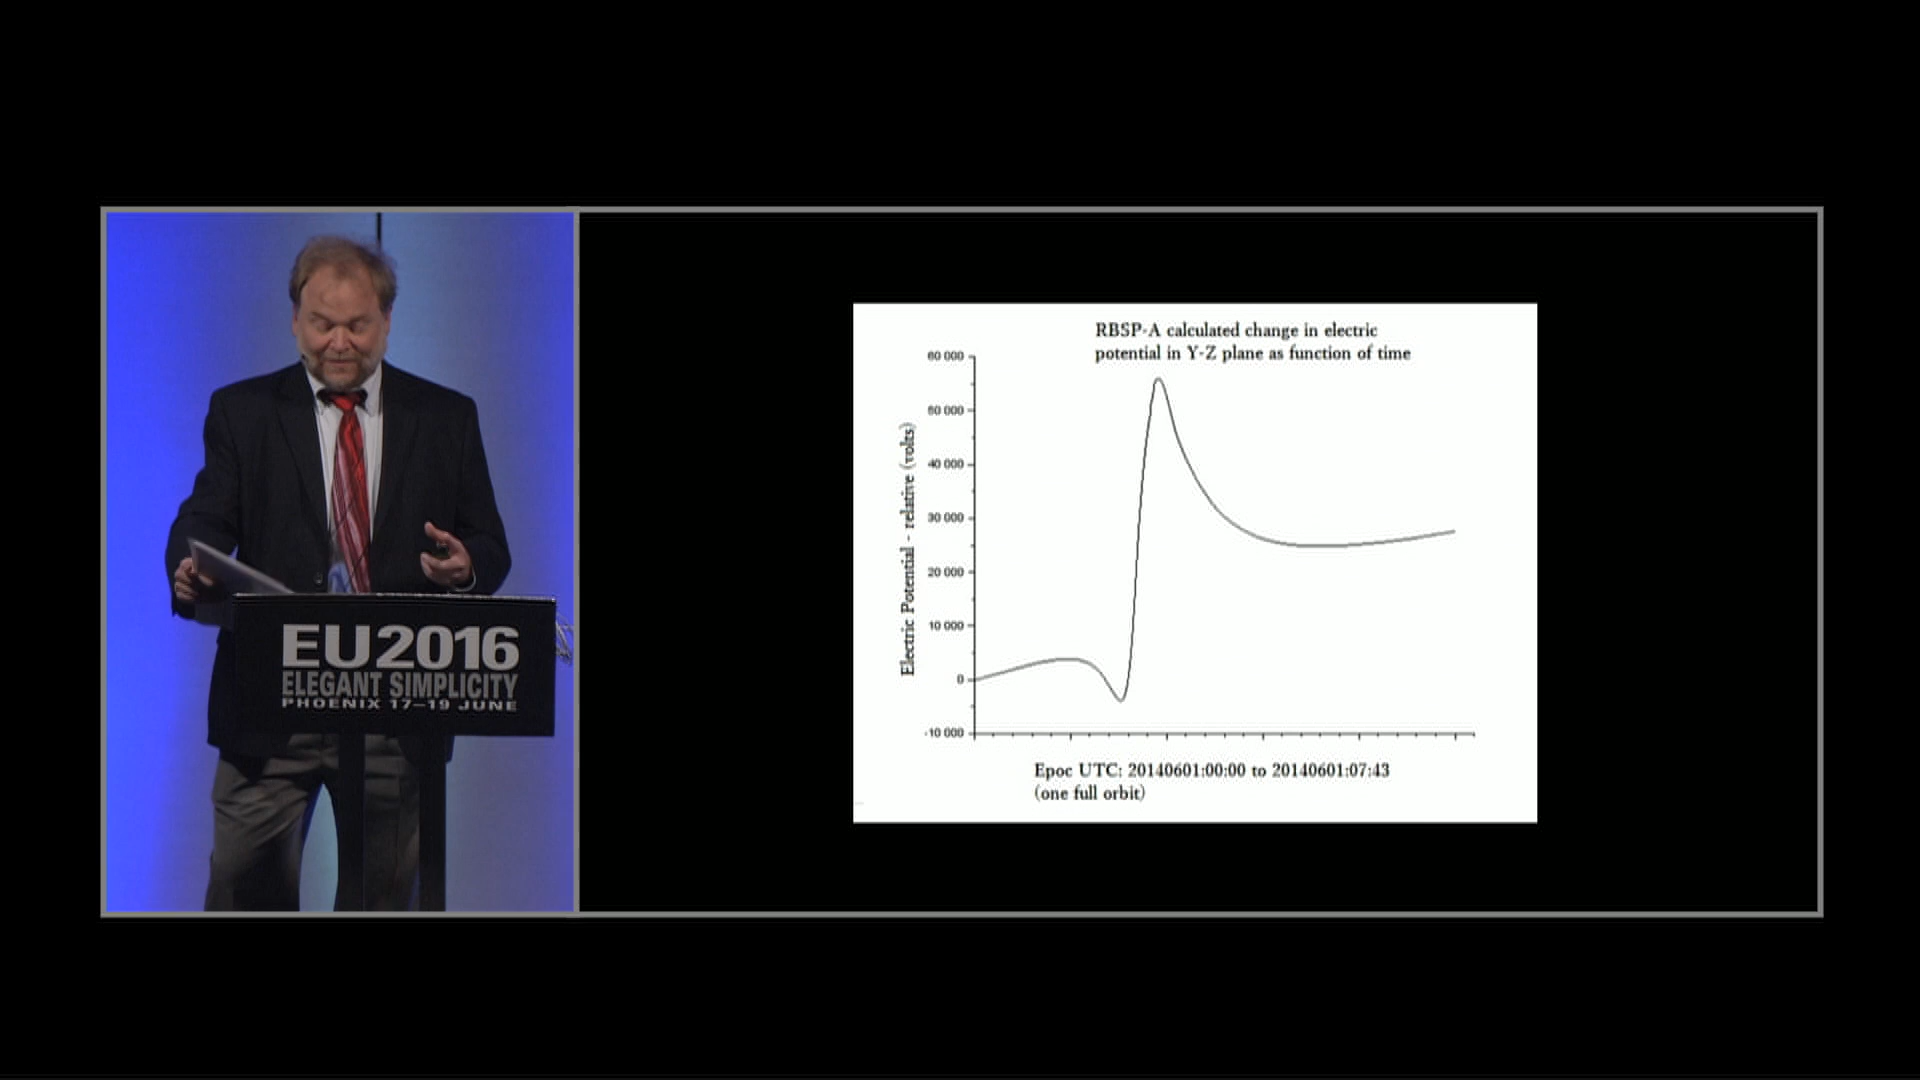 EU2016
ELEGANT SIMPLICITY
PHOENIX 17-19 JUNE
RBSP-A calculated change in electric
potential in Y-Z plane as function of time
Electric Potential - relative (volts)
60 000
50 000
40 000
30 000
20 000
10 000
0
-10 000
Epoc UTC: 20140601:00:00 to 20140601:07:43
(one full orbit)